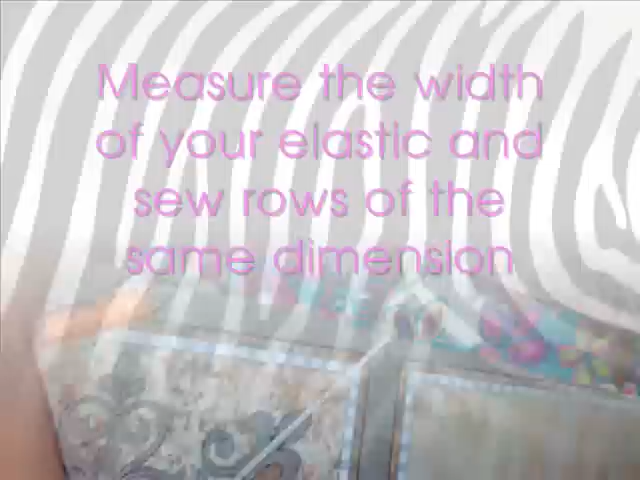 Measure the width
of your elastic and
sew rows of the
same dimension